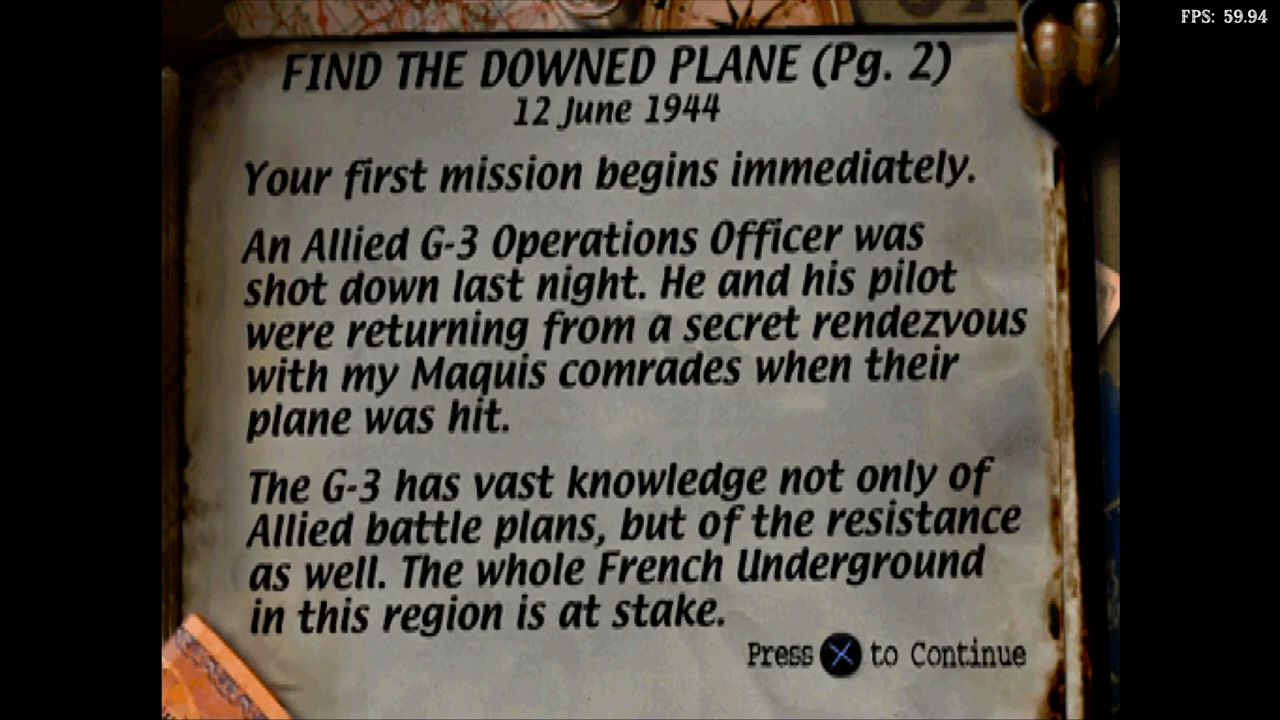 FPS: 59.94
FIND THE DOWNED PLANE (Pg. 2)
12 June 1944
Your first mission begins immediately.
An Allied G-3 Operations Officer was
shot down last night. He and his pilot
were returning from a secret rendezvous
with my Maquis comrades when their
plane was hit.
The G-3 has vast knowledge not only of
Allied battle plans, but of the resistance
as well. The whole French Underground
in this region is at stake.
Press X to Continue